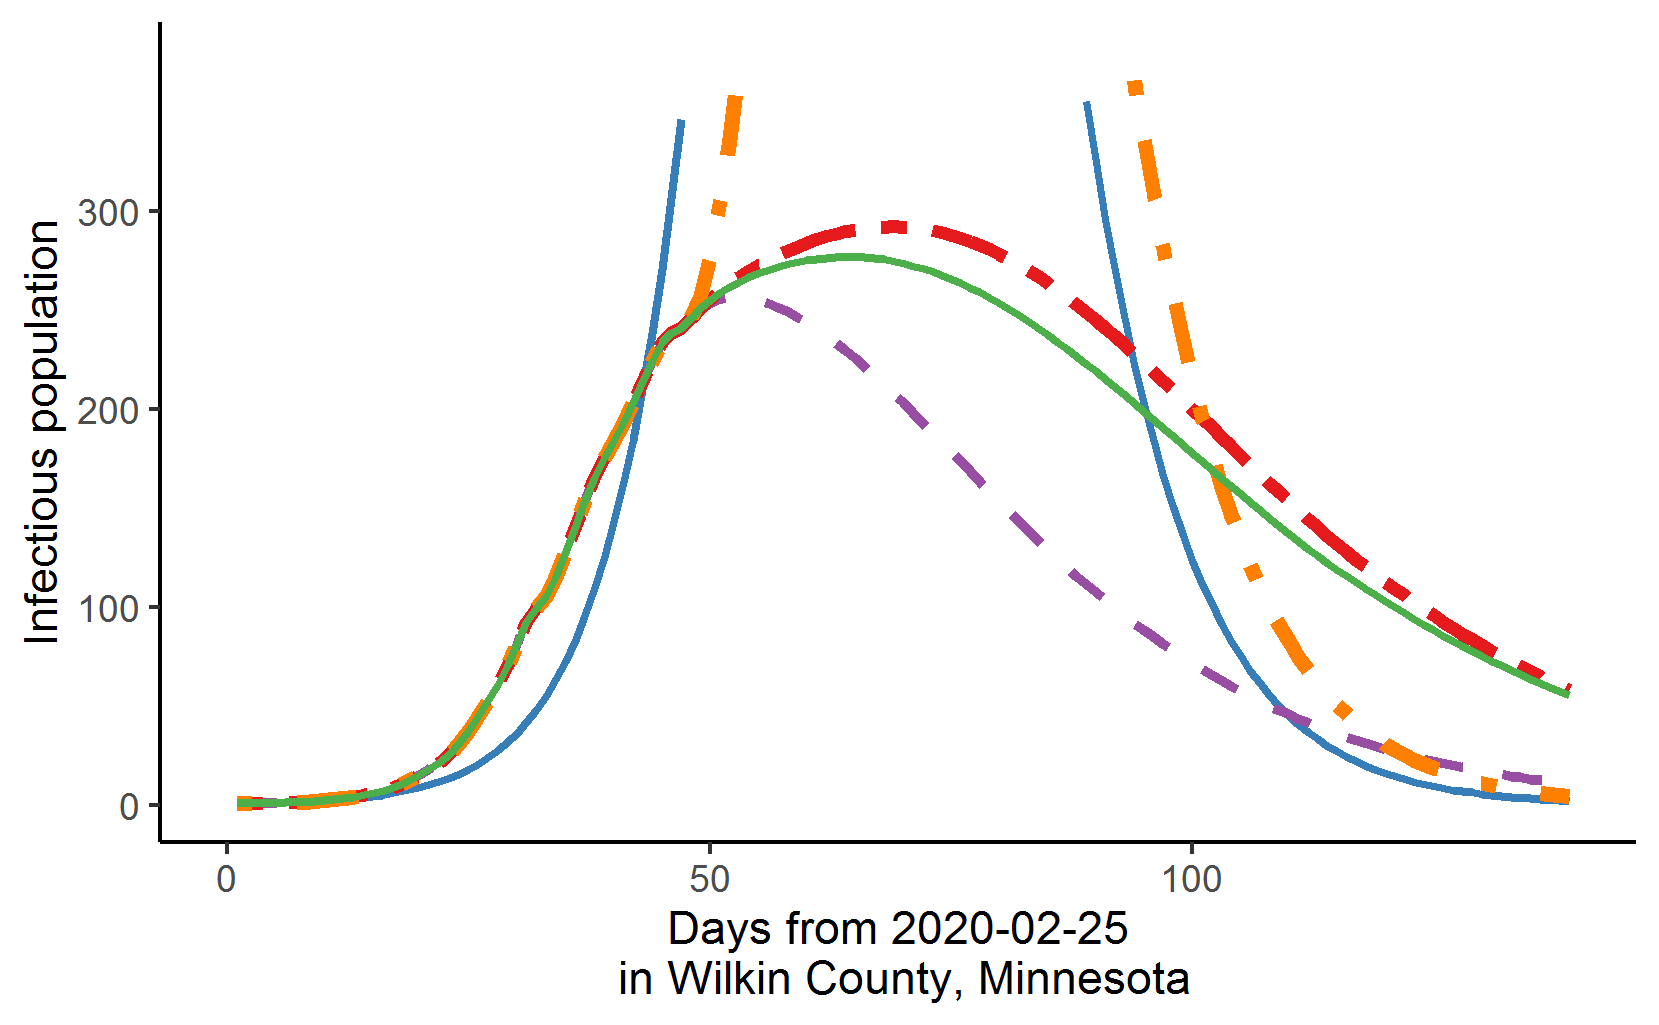 Infectious population
300
200
100
0
0 50 100
Days from 2020-02-25
in Wilkin County, Minnesota